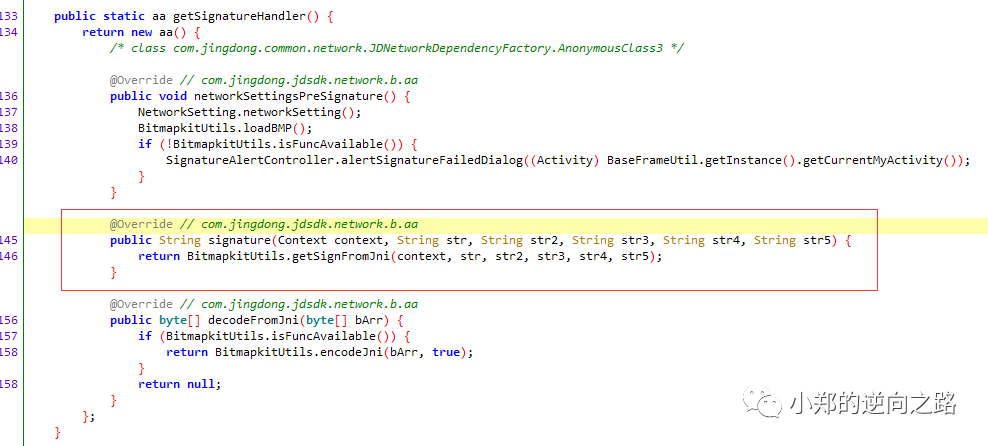 133 public static aa getSignatureHandler() {
134 return new aa() {
/* class com.jingdong.common.network.JDNetworkDependencyFactory.AnonymousClass3 */
@Override // com.jingdong.jdsdk.network.b.aa
136 public void networkSettingsPreSignature() {
137 NetworkSetting.networkSetting();
138 BitmapkitUtils.loadBMP();
139 if (!BitmapkitUtils.isFuncAvailable()) {
140 SignatureAlertController.alertSignatureFailedDialog((Activity) BaseFrameUtil.getInstance().getCurrentMyActivity());
}
}
@Override // com.jingdong.jdsdk.network.b.aa
145 public String signature(Context context, String str, String str2, String str3, String str4, String str5) {
146 return BitmapkitUtils.getSignFromJni(context, str, str2, str3, str4, str5);
}
@Override // com.jingdong.jdsdk.network.b.aa
156 public byte[] decodeFromJni(byte[] bArr) {
157 if (BitmapkitUtils.isFuncAvailable()) {
158 return BitmapkitUtils.encodeJni(bArr, true);
}
158 return null;
}
};
}
小郑的逆向之路